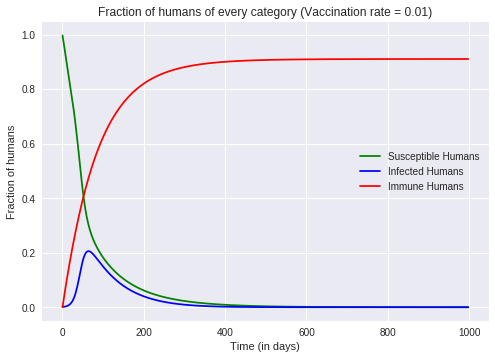 Fraction of humans of every category (Vaccination rate = 0.01)
Fraction of humans
1.0
0.8
0.6
0.4
0.2
0.0
Susceptible Humans
Infected Humans
Immune Humans
0 200 400 600 800 1000
Time (in days)